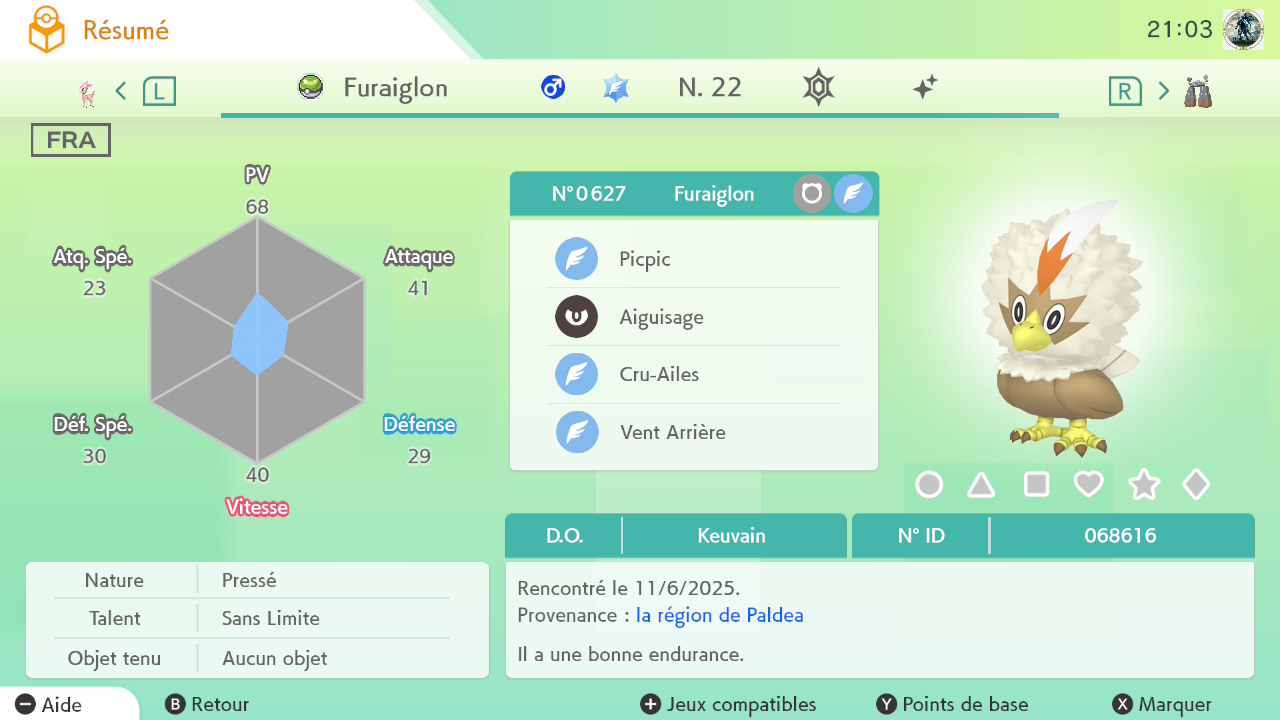 Résumé
21:03
L
Furaiglon
N. 22
R
FRA
PV
68
Atq. Spé.
23
Attaque
41
Déf. Spé.
30
Défense
29
40
Vitesse
N°0627 Furaiglon
Picpic
Aiguisage
Cru-Ailes
Vent Arrière
D.O. Keuvain
N° ID 068616
Nature Pressé
Talent Sans Limite
Objet tenu Aucun objet
Rencontré le 11/6/2025.
Provenance : la région de Paldea
Il a une bonne endurance.
Aide
B Retour
Jeux compatibles
Y Points de base
X Marquer